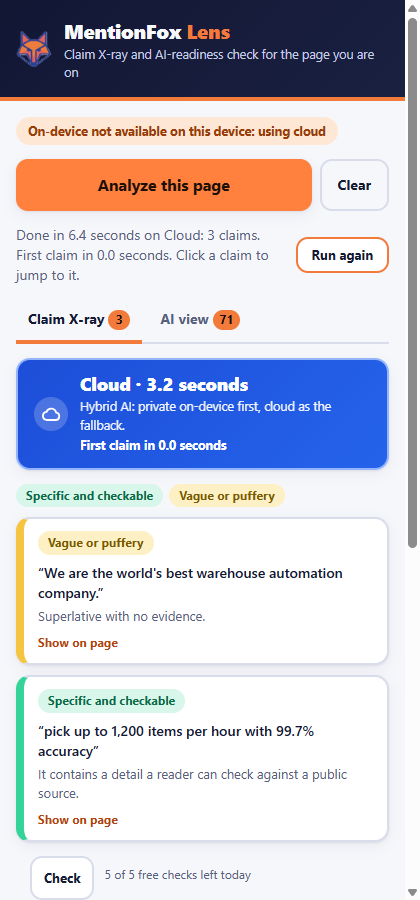 MentionFox Lens
Claim X-ray and AI-readiness check for the page you are
on
On-device not available on this device: using cloud
Analyze this page
Clear
Done in 6.4 seconds on Cloud: 3 claims.
First claim in 0.0 seconds. Click a claim to
jump to it.
Run again
Claim X-ray 3
AI view 71
Cloud · 3.2 seconds
Hybrid AI: private on-device first, cloud as the
fallback.
First claim in 0.0 seconds
Specific and checkable
Vague or puffery
Vague or puffery
“We are the world's best warehouse automation
company.”
Superlative with no evidence.
Show on page
Specific and checkable
“pick up to 1,200 items per hour with 99.7%
accuracy”
It contains a detail a reader can check against a public
source.
Show on page
Check
5 of 5 free checks left today